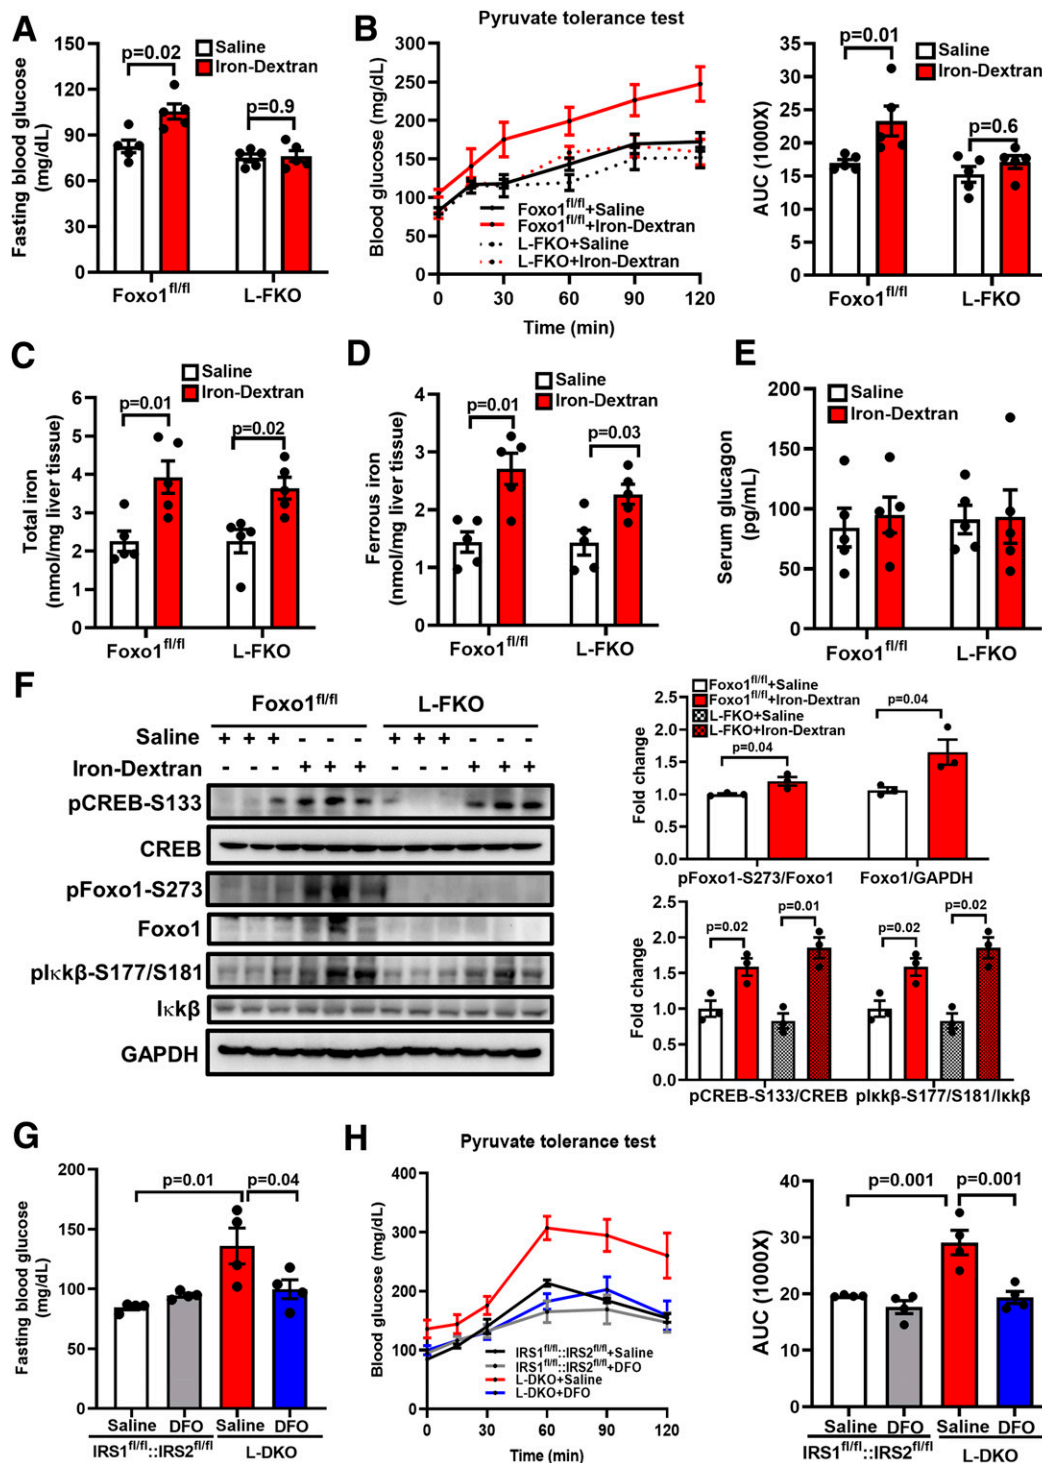 A
Fasting blood glucose
(mg/dL)
150
120
90
60
30
0
Saline
Iron-Dextran
p=0.02
p=0.9
Foxo1fl/fl
L-FKO
B
Pyruvate tolerance test
Blood glucose (mg/dL)
300
250
200
150
100
50
0
Foxo1fl/fl+Saline
Foxo1fl/fl+Iron-Dextran
L-FKO+Saline
L-FKO+Iron-Dextran
0 30 60 90 120
Time (min)
AUC (1000X)
35
30
25
20
15
10
5
0
p=0.01
Saline
Iron-Dextran
p=0.6
Foxo1fl/fl
L-FKO
C
Total iron
(nmol/mg liver tissue)
6
5
4
3
2
1
0
Saline
Iron-Dextran
p=0.01
p=0.02
Foxo1fl/fl
L-FKO
D
Ferrous iron
(nmol/mg liver tissue)
4
3
2
1
0
Saline
Iron-Dextran
p=0.01
p=0.03
Foxo1fl/fl
L-FKO
E
Serum glucagon
(pg/mL)
200
150
100
50
0
Saline
Iron-Dextran
Foxo1fl/fl
L-FKO
F
Foxo1fl/fl
L-FKO
Saline + + + - - - + + + - - -
Iron-Dextran - - - + + + - - - + + +
pCREB-S133
CREB
pFoxo1-S273
Foxo1
pIκkβ-S177/S181
Iκkβ
GAPDH
Foxo1fl/fl+Saline
Foxo1fl/fl+Iron-Dextran
L-FKO+Saline
L-FKO+Iron-Dextran
Fold change
2.5
2.0
1.5
1.0
0.5
0.0
p=0.04
p=0.04
pFoxo1-S273/Foxo1
Foxo1/GAPDH
Fold change
2.5
2.0
1.5
1.0
0.5
0.0
p=0.02
p=0.01
p=0.02
p=0.02
pCREB-S133/CREB
pIκkβ-S177/S181/Iκkβ
G
Fasting blood glucose
(mg/dL)
200
150
100
50
0
p=0.01
p=0.04
Saline DFO Saline DFO
IRS1fl/fl::IRS2fl/fl
L-DKO
H
Pyruvate tolerance test
Blood glucose (mg/dL)
400
300
200
100
0
IRS1fl/fl::IRS2fl/fl+Saline
IRS1fl/fl::IRS2fl/fl+DFO
L-DKO+Saline
L-DKO+DFO
0 30 60 90 120
Time (min)
AUC (1000X)
40
30
20
10
0
p=0.001
p=0.001
Saline DFO Saline DFO
IRS1fl/fl::IRS2fl/fl
L-DKO